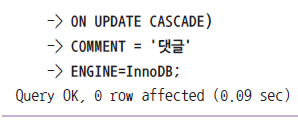 -> ON UPDATE CASCADE)
-> COMMENT = '댓글'
-> ENGINE=InnoDB;
Query OK, 0 row affected (0.09 sec)